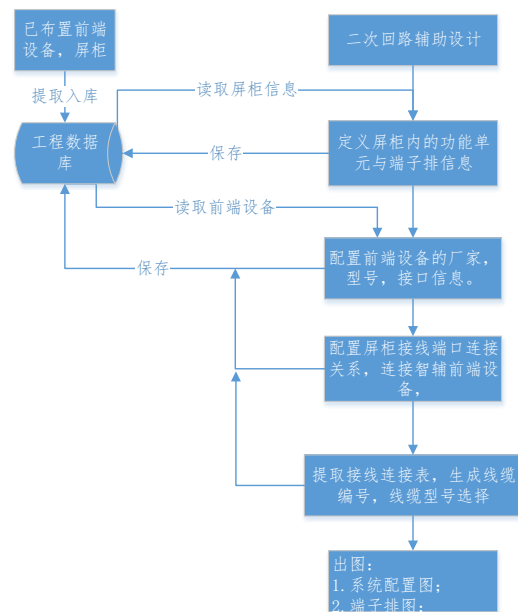 已布置前端
设备，屏柜
二次回路辅助设计
提取入库
读取屏柜信息
工程数据
库
保存
定义屏柜内的功能单
元与端子排信息
读取前端设备
保存
配置前端设备的厂家，
型号，接口信息。
配置屏柜接线端口连接
关系，连接智辅前端设
备，
提取接线连接表，生成线缆
编号，线缆型号选择
出图：
1.系统配置图；
2.端子排图；